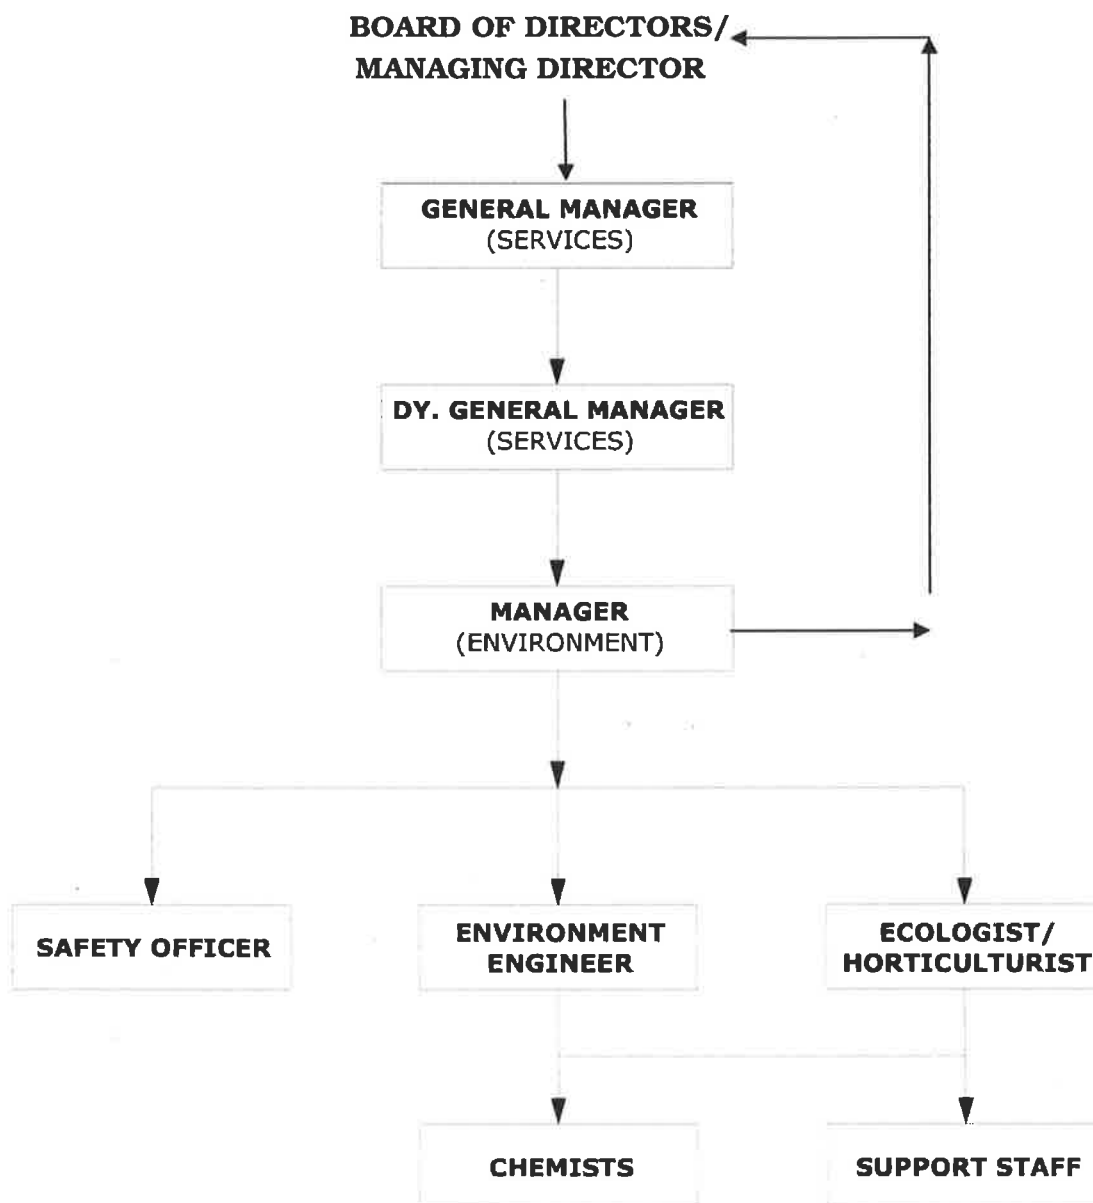 BOARD OF DIRECTORS/
MANAGING DIRECTOR
GENERAL MANAGER
(SERVICES)
DY. GENERAL MANAGER
(SERVICES)
MANAGER
(ENVIRONMENT)
SAFETY OFFICER
ENVIRONMENT
ENGINEER
ECOLOGIST/
HORTICULTURIST
CHEMISTS
SUPPORT STAFF